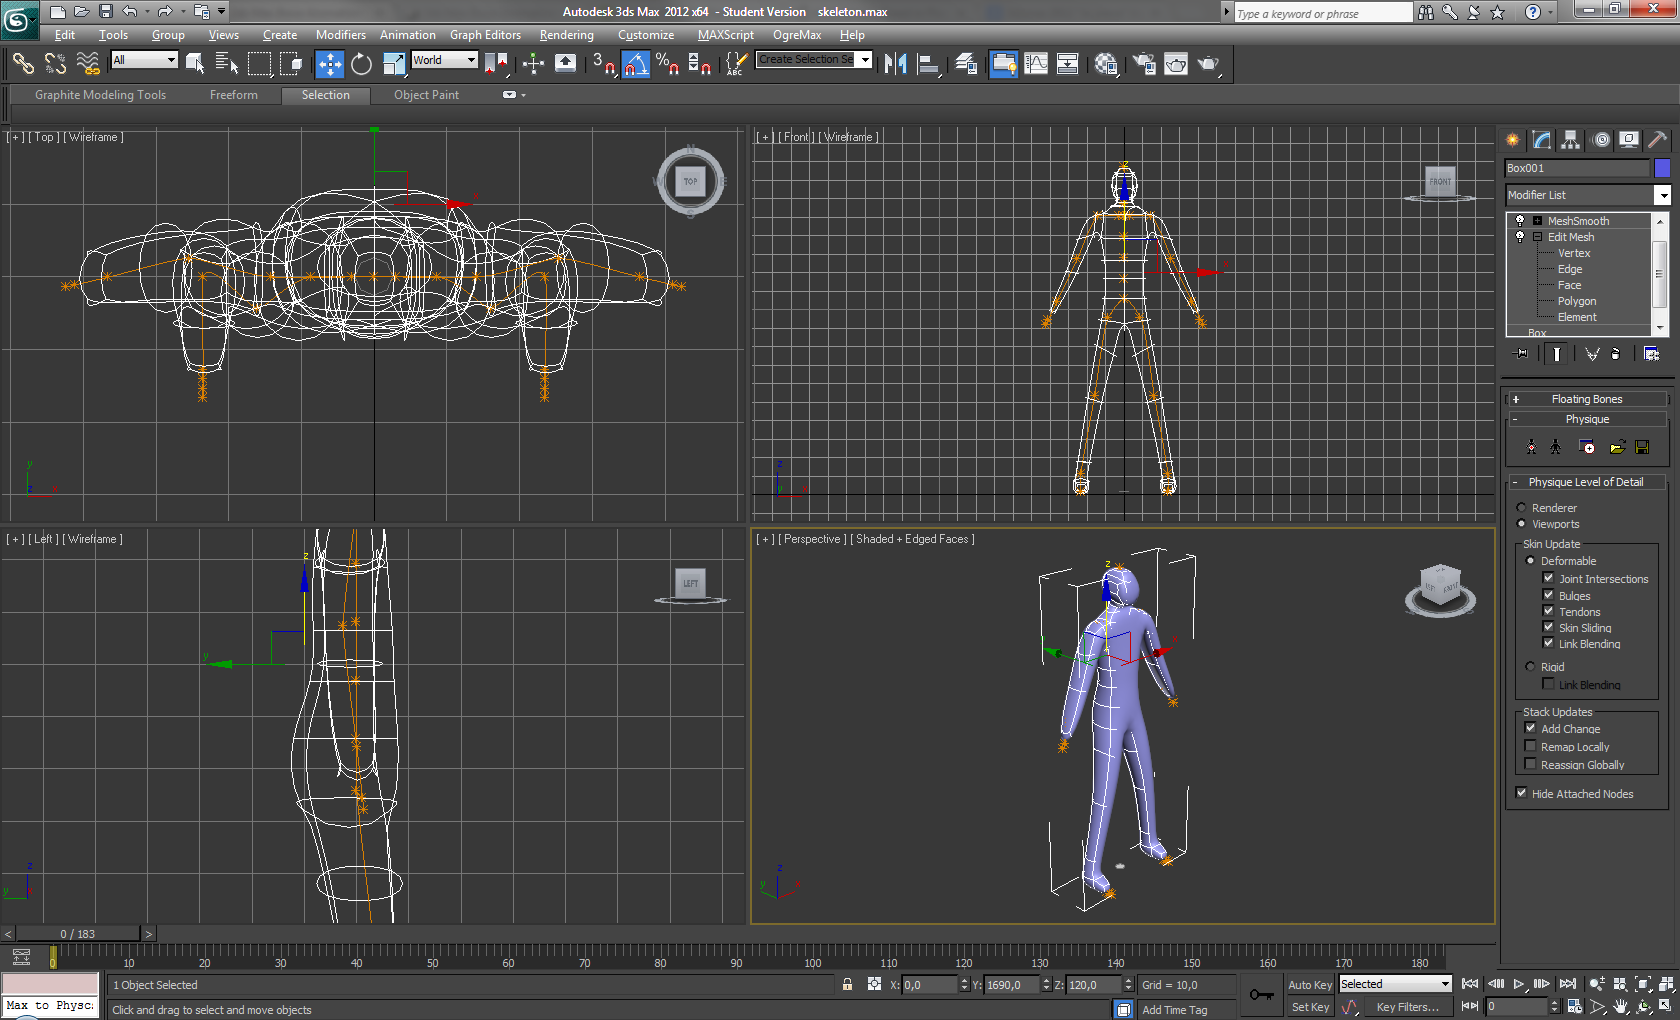 Autodesk 3ds Max 2012 x64 - Student Version skeleton.max
Type a keyword or phrase
Edit Tools Group Views Create Modifiers Animation Graph Editors Rendering Customize MAXScript OgreMax Help
All World 3 Create Selection Se
ABC
Graphite Modeling Tools Freeform Selection Object Paint
[ + ] [ Top ] [ Wireframe ]
N
W TOP E
S
x
y
z x
[ + ] [ Front ] [ Wireframe ]
FRONT
z
x
z
y x
[ + ] [ Left ] [ Wireframe ]
LEFT
z
y
z
y
[ + ] [ Perspective ] [ Shaded + Edged Faces ]
z
x
z
y x
Box001
Modifier List
MeshSmooth
Edit Mesh
Vertex
Edge
Face
Polygon
Element
Box
+ Floating Bones
- Physique
- Physique Level of Detail
Renderer
Viewports
Skin Update
Deformable
Joint Intersections
Bulges
Tendons
Skin Sliding
Link Blending
Rigid
Link Blending
Stack Updates
Add Change
Remap Locally
Reassign Globally
Hide Attached Nodes
< 0 / 183 >
0 10 20 30 40 50 60 70 80 90 100 110 120 130 140 150 160 170 180
1 Object Selected X: 0,0 Y: 1690,0 Z: 120,0 Grid = 10,0 Auto Key Selected
Max to Physc
Click and drag to select and move objects Add Time Tag Set Key Key Filters... 0